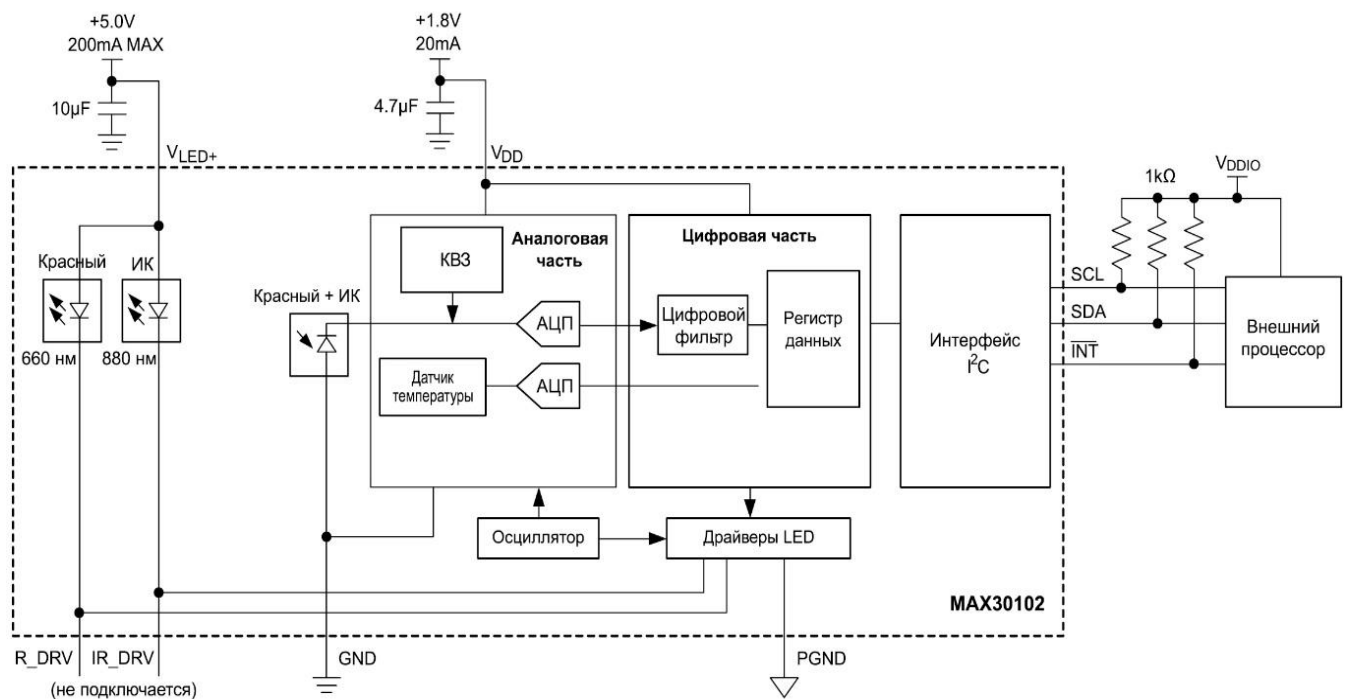 +5.0V
200mA MAX
+1.8V
20mA
10µF
4.7µF
VLED+
VDD
VDDIO
1kΩ
Красный
ИК
660 нм
880 нм
Красный + ИК
Аналоговая
часть
КВЗ
АЦП
Датчик
температуры
АЦП
Цифровая часть
Цифровой
фильтр
Регистр
данных
Интерфейс
I²C
SCL
SDA
INT
Внешний
процессор
Осциллятор
Драйверы LED
MAX30102
R_DRV
IR_DRV
GND
PGND
(не подключается)